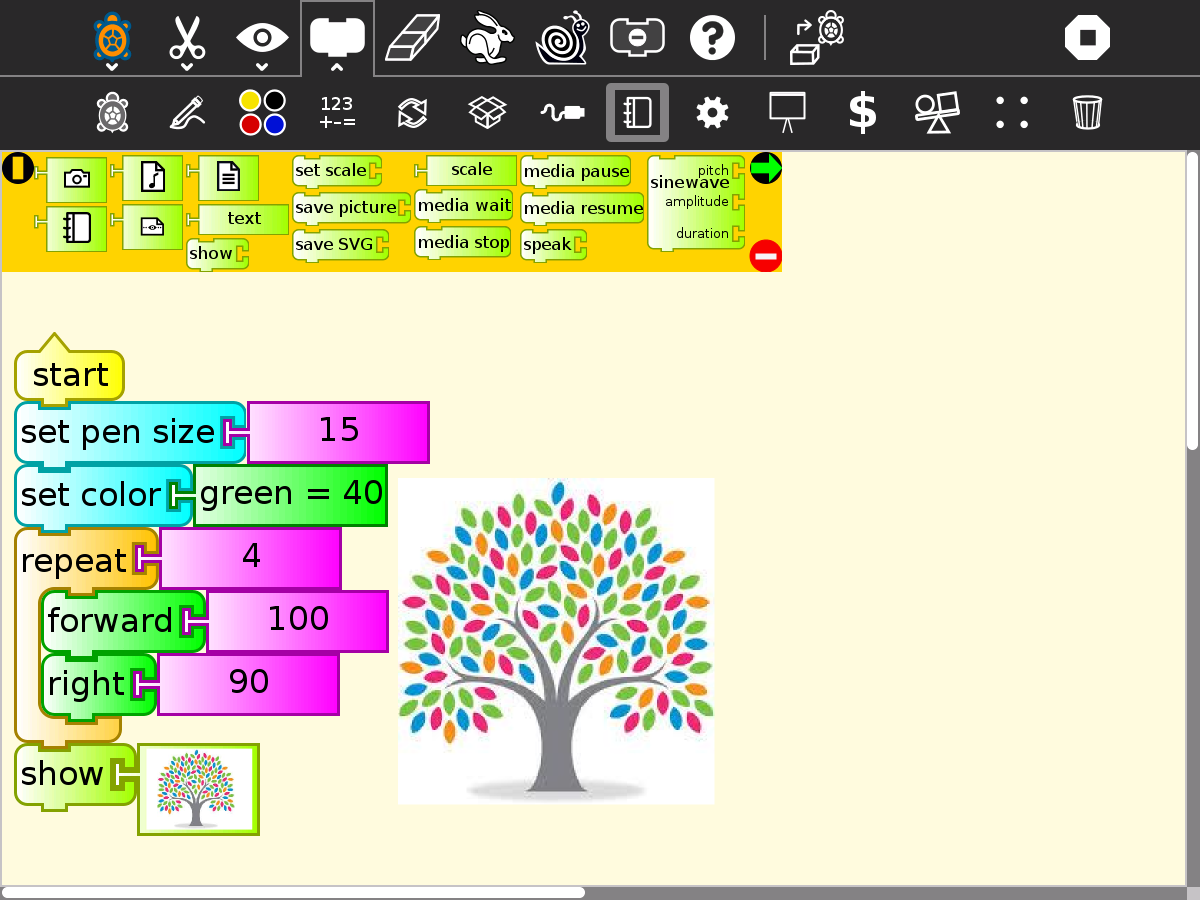 123
+-=
$
set scale
scale
media pause
pitch
sinewave
amplitude
duration
save picture
media wait
media resume
text
show
save SVG
media stop
speak
start
set pen size 15
set color green = 40
repeat 4
forward 100
right 90
show